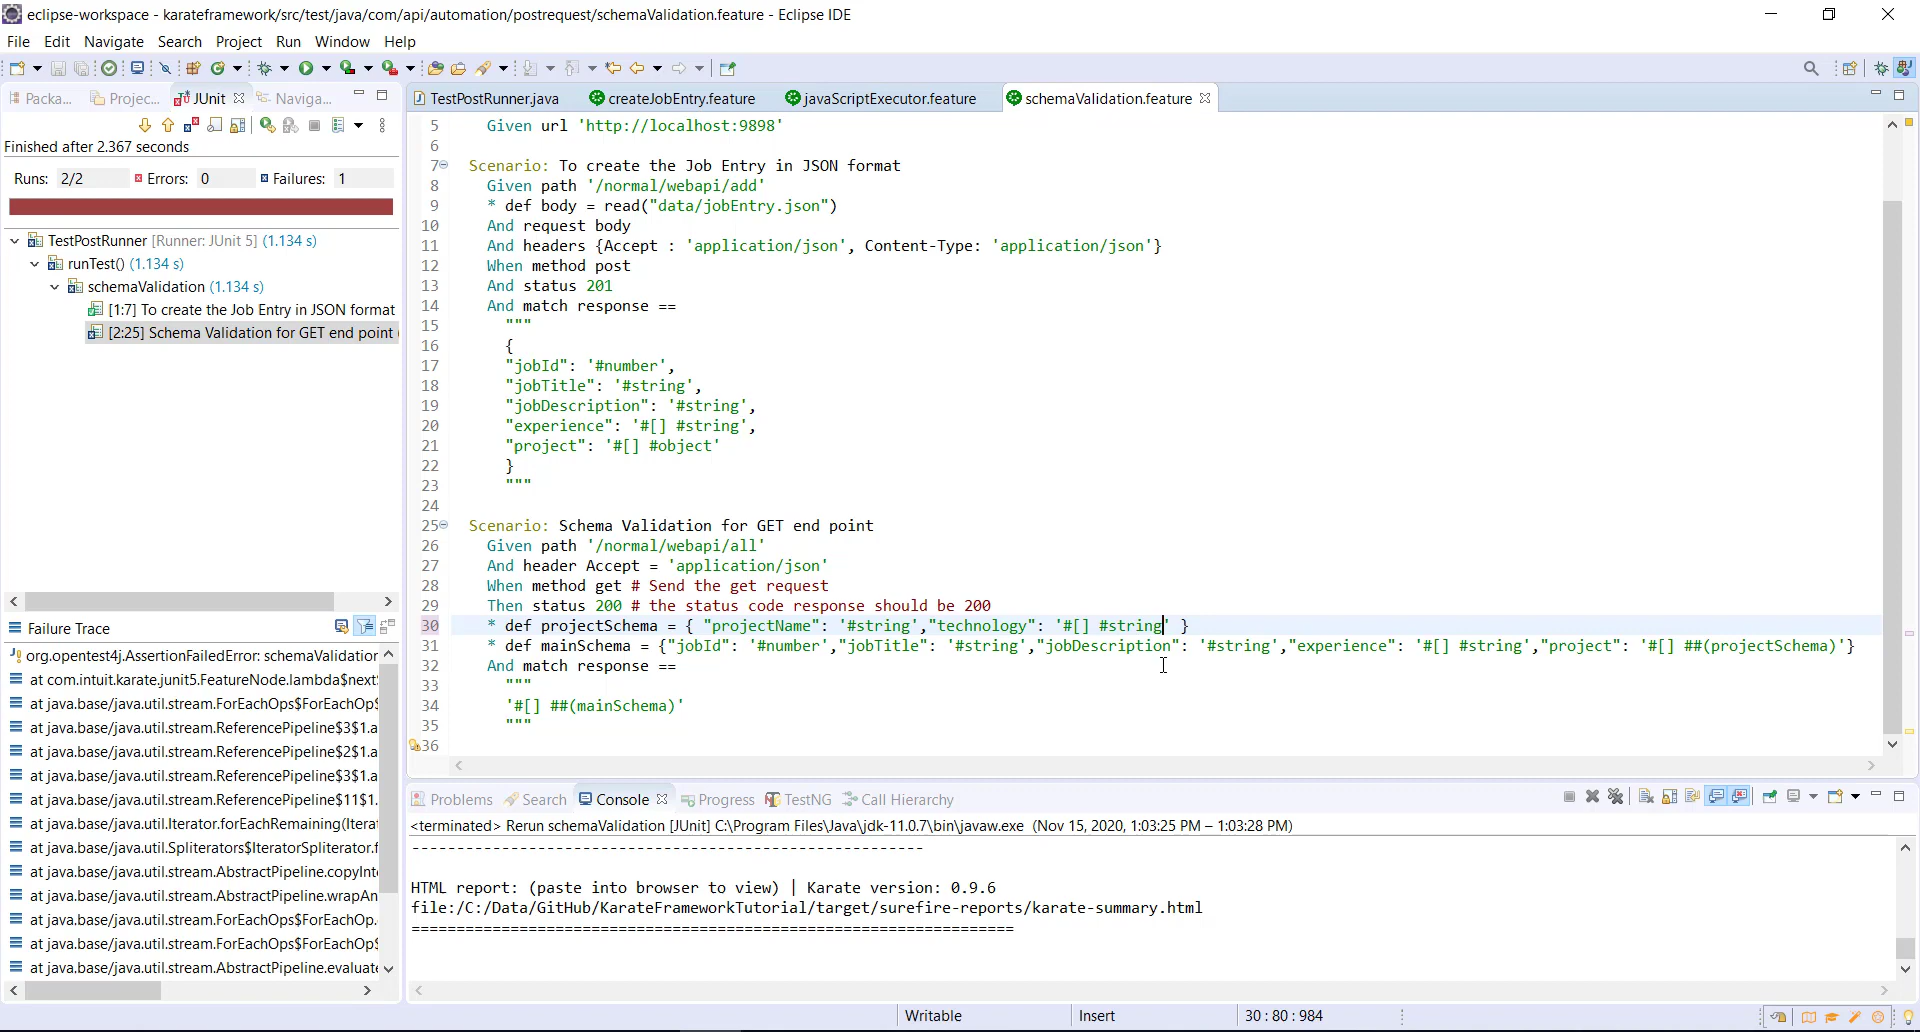 eclipse-workspace - karateframework/src/test/java/com/api/automation/postrequest/schemaValidation.feature - Eclipse IDE
File Edit Navigate Search Project Run Window Help
Packa... Projec... JUnit Naviga...
TestPostRunner.java createJobEntry.feature javaScriptExecutor.feature schemaValidation.feature
Finished after 2.367 seconds
Runs: 2/2 Errors: 0 Failures: 1
TestPostRunner [Runner: JUnit 5] (1.134 s)
runTest() (1.134 s)
schemaValidation (1.134 s)
[1:7] To create the Job Entry in JSON format
[2:25] Schema Validation for GET end point (
5 Given url 'http://localhost:9898'
6
7 Scenario: To create the Job Entry in JSON format
8 Given path '/normal/webapi/add'
9 * def body = read("data/jobEntry.json")
10 And request body
11 And headers {Accept : 'application/json', Content-Type: 'application/json'}
12 When method post
13 And status 201
14 And match response ==
15 """
16 {
17 "jobId": '#number',
18 "jobTitle": '#string',
19 "jobDescription": '#string',
20 "experience": '#[] #string',
21 "project": '#[] #object'
22 }
23 """
24
25 Scenario: Schema Validation for GET end point
26 Given path '/normal/webapi/all'
27 And header Accept = 'application/json'
28 When method get # Send the get request
29 Then status 200 # the status code response should be 200
30 * def projectSchema = { "projectName": '#string',"technology": '#[] #string' }
31 * def mainSchema = {"jobId": '#number',"jobTitle": '#string',"jobDescription": '#string',"experience": '#[] #string',"project": '#[] ##(projectSchema)'}
32 And match response ==
33 """
34 '#[] ##(mainSchema)'
35 """
36
Failure Trace
org.opentest4j.AssertionFailedError: schemaValidation
at com.intuit.karate.junit5.FeatureNode.lambda$next
at java.base/java.util.stream.ForEachOps$ForEachOp$
at java.base/java.util.stream.ReferencePipeline$3$1.a
at java.base/java.util.stream.ReferencePipeline$2$1.a
at java.base/java.util.stream.ReferencePipeline$3$1.a
at java.base/java.util.stream.ReferencePipeline$11$1.
at java.base/java.util.Iterator.forEachRemaining(Iterat
at java.base/java.util.Spliterators$IteratorSpliterator.f
at java.base/java.util.stream.AbstractPipeline.copyInt
at java.base/java.util.stream.AbstractPipeline.wrapAn
at java.base/java.util.stream.ForEachOps$ForEachOp.
at java.base/java.util.stream.ForEachOps$ForEachOp$
at java.base/java.util.stream.AbstractPipeline.evaluate
Problems Search Console Progress TestNG Call Hierarchy
<terminated> Rerun schemaValidation [JUnit] C:\Program Files\Java\jdk-11.0.7\bin\javaw.exe (Nov 15, 2020, 1:03:25 PM – 1:03:28 PM)
---------------------------------------------------------
HTML report: (paste into browser to view) | Karate version: 0.9.6
file:/C:/Data/GitHub/KarateFrameworkTutorial/target/surefire-reports/karate-summary.html
===================================================================
Writable Insert 30 : 80 : 984